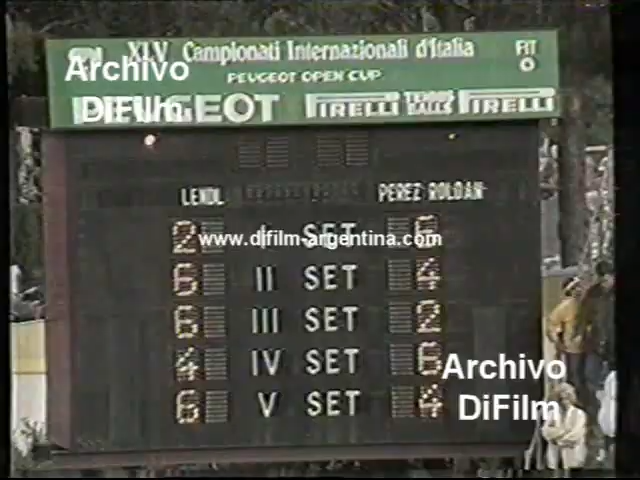 XLV Campionati Internazionali d'Italia
FIT
PEUGEOT OPEN CUP
PEUGEOT PIRELLI TENNIS BALLS PIRELLI
Archivo
DiFilm
LENDL PEREZ ROLDAN
2 I SET 6
www.difilm-argentina.com
6 II SET 4
6 III SET 2
4 IV SET 6
6 V SET 4
Archivo
DiFilm